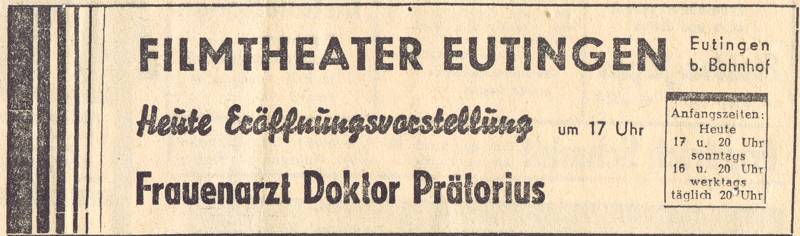 FILMTHEATER EUTINGEN
Eutingen
b. Bahnhof
Heute Eröffnungsvorstellung um 17 Uhr
Frauenarzt Doktor Prätorius
Anfangszeiten:
Heute
17 u. 20 Uhr
sonntags
16 u. 20 Uhr
werktags
täglich 20 Uhr